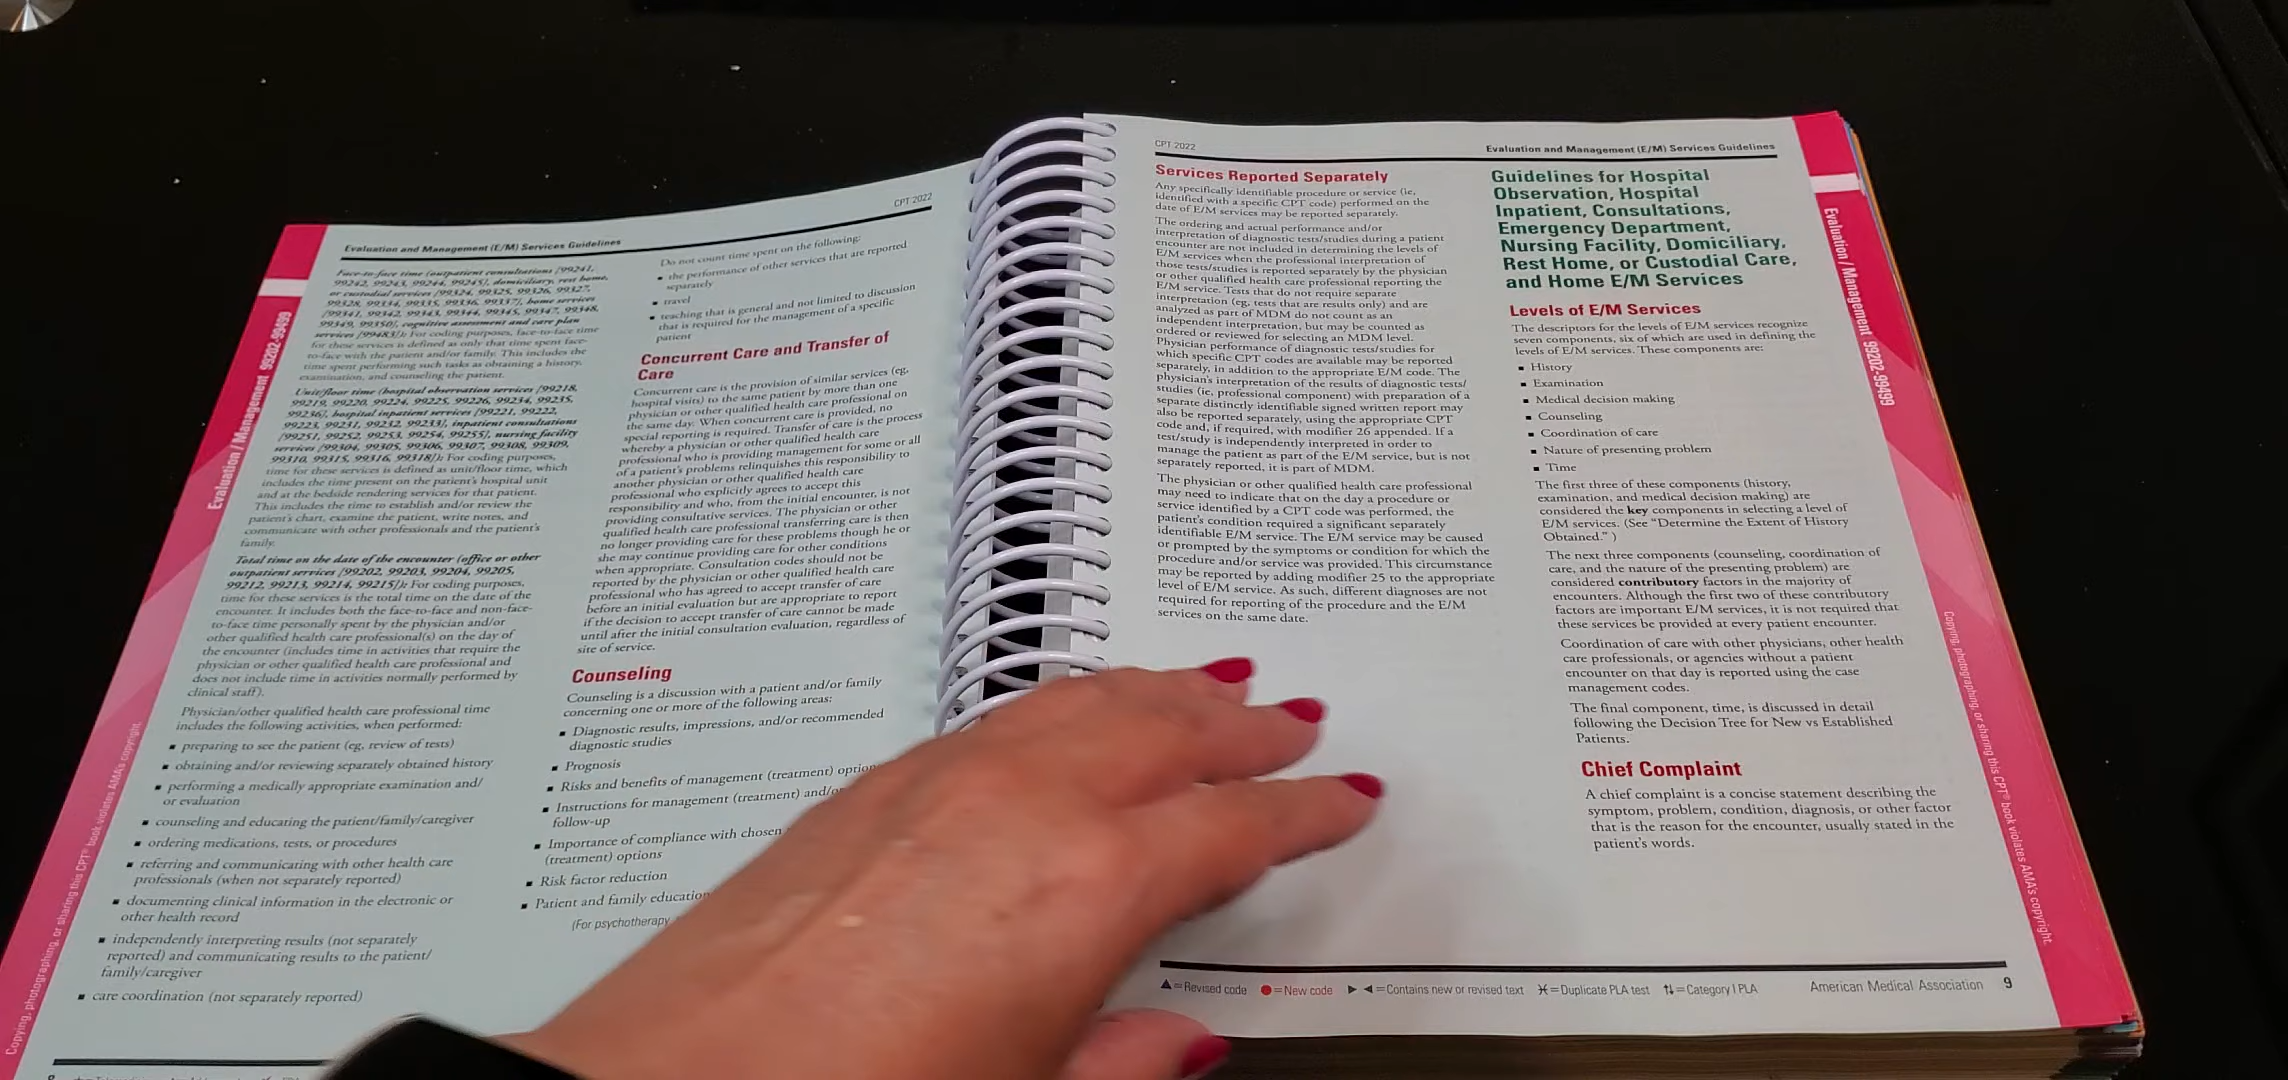 Evaluation and Management (E/M) Services Guidelines
CPT 2022
Evaluation / Management 99202-99499
Copying, photographing, or sharing this CPT® book violates AMA's copyright.
Face-to-face time (outpatient consultations [99241,
99242, 99243, 99244, 99245], domiciliary, rest home,
or custodial services [99324, 99325, 99326, 99327,
99328, 99334, 99335, 99336, 99337], home services
[99341, 99342, 99343, 99344, 99345, 99347, 99348,
99349, 99350], cognitive assessment and care plan
services [99483]): For coding purposes, face-to-face time
for these services is defined as only that time spent face-
to-face with the patient and/or family. This includes the
time spent performing such tasks as obtaining a history,
examination, and counseling the patient.
Unit/floor time (hospital observation services [99218,
99219, 99220, 99224, 99225, 99226, 99234, 99235,
99236], hospital inpatient services [99221, 99222,
99223, 99231, 99232, 99233], inpatient consultations
[99251, 99252, 99253, 99254, 99255], nursing facility
services [99304, 99305, 99306, 99307, 99308, 99309,
99310, 99315, 99316, 99318]): For coding purposes,
time for these services is defined as unit/floor time, which
includes the time present on the patient's hospital unit
and at the bedside rendering services for that patient.
This includes the time to establish and/or review the
patient's chart, examine the patient, write notes, and
communicate with other professionals and the patient's
family.
Total time on the date of the encounter (office or other
outpatient services [99202, 99203, 99204, 99205,
99212, 99213, 99214, 99215]): For coding purposes,
time for these services is the total time on the date of the
encounter. It includes both the face-to-face and non-face-
to-face time personally spent by the physician and/or
other qualified health care professional(s) on the day of
the encounter (includes time in activities that require the
physician or other qualified health care professional and
does not include time in activities normally performed by
clinical staff).
Physician/other qualified health care professional time
includes the following activities, when performed:
▪ preparing to see the patient (eg, review of tests)
▪ obtaining and/or reviewing separately obtained history
▪ performing a medically appropriate examination and/
or evaluation
▪ counseling and educating the patient/family/caregiver
▪ ordering medications, tests, or procedures
▪ referring and communicating with other health care
professionals (when not separately reported)
▪ documenting clinical information in the electronic or
other health record
▪ independently interpreting results (not separately
reported) and communicating results to the patient/
family/caregiver
▪ care coordination (not separately reported)
Do not count time spent on the following:
▪ the performance of other services that are reported
separately
▪ travel
▪ teaching that is general and not limited to discussion
that is required for the management of a specific
patient
Concurrent Care and Transfer of
Care
Concurrent care is the provision of similar services (eg,
hospital visits) to the same patient by more than one
physician or other qualified health care professional on
the same day. When concurrent care is provided, no
special reporting is required. Transfer of care is the process
whereby a physician or other qualified health care
professional who is providing management for some or all
of a patient's problems relinquishes this responsibility to
another physician or other qualified health care
professional who explicitly agrees to accept this
responsibility and who, from the initial encounter, is not
providing consultative services. The physician or other
qualified health care professional transferring care is then
no longer providing care for these problems though he or
she may continue providing care for other conditions
when appropriate. Consultation codes should not be
reported by the physician or other qualified health care
professional who has agreed to accept transfer of care
before an initial evaluation but are appropriate to report
if the decision to accept transfer of care cannot be made
until after the initial consultation evaluation, regardless of
site of service.
Counseling
Counseling is a discussion with a patient and/or family
concerning one or more of the following areas:
▪ Diagnostic results, impressions, and/or recommended
diagnostic studies
▪ Prognosis
▪ Risks and benefits of management (treatment)
▪ Instructions for management (treatment)
follow-up
▪ Importance of compliance with chosen
(treatment) options
▪ Risk factor reduction
▪ Patient and family education
(For psychotherapy
CPT 2022
Evaluation and Management (E/M) Services Guidelines
Services Reported Separately
Any specifically identifiable procedure or service (ie,
identified with a specific CPT code) performed on the
date of E/M services may be reported separately.
The ordering and actual performance and/or
interpretation of diagnostic tests/studies during a patient
encounter are not included in determining the levels of
E/M services when the professional interpretation of
those tests/studies is reported separately by the physician
or other qualified health care professional reporting the
E/M service. Tests that do not require separate
interpretation (eg, tests that are results only) and are
analyzed as part of MDM do not count as an
independent interpretation, but may be counted as
ordered or reviewed for selecting an MDM level.
Physician performance of diagnostic tests/studies for
which specific CPT codes are available may be reported
separately, in addition to the appropriate E/M code. The
physician's interpretation of the results of diagnostic tests/
studies (ie, professional component) with preparation of a
separate distinctly identifiable signed written report may
also be reported separately, using the appropriate CPT
code and, if required, with modifier 26 appended. If a
test/study is independently interpreted in order to
manage the patient as part of the E/M service, but is not
separately reported, it is part of MDM.
The physician or other qualified health care professional
may need to indicate that on the day a procedure or
service identified by a CPT code was performed, the
patient's condition required a significant separately
identifiable E/M service. The E/M service may be caused
or prompted by the symptoms or condition for which the
procedure and/or service was provided. This circumstance
may be reported by adding modifier 25 to the appropriate
level of E/M service. As such, different diagnoses are not
required for reporting of the procedure and the E/M
services on the same date.
Guidelines for Hospital
Observation, Hospital
Inpatient, Consultations,
Emergency Department,
Nursing Facility, Domiciliary,
Rest Home, or Custodial Care,
and Home E/M Services
Levels of E/M Services
The descriptors for the levels of E/M services recognize
seven components, six of which are used in defining the
levels of E/M services. These components are:
▪ History
▪ Examination
▪ Medical decision making
▪ Counseling
▪ Coordination of care
▪ Nature of presenting problem
▪ Time
The first three of these components (history,
examination, and medical decision making) are
considered the key components in selecting a level of
E/M services. (See "Determine the Extent of History
Obtained.")
The next three components (counseling, coordination of
care, and the nature of the presenting problem) are
considered contributory factors in the majority of
encounters. Although the first two of these contributory
factors are important E/M services, it is not required that
these services be provided at every patient encounter.
Coordination of care with other physicians, other health
care professionals, or agencies without a patient
encounter on that day is reported using the case
management codes.
The final component, time, is discussed in detail
following the Decision Tree for New vs Established
Patients.
Chief Complaint
A chief complaint is a concise statement describing the
symptom, problem, condition, diagnosis, or other factor
that is the reason for the encounter, usually stated in the
patient's words.
Evaluation / Management 99202-99499
Copying, photographing, or sharing this CPT® book violates AMA's copyright.
▲=Revised code ●=New code ▶ ◀=Contains new or revised text Ӿ=Duplicate PLA test ⇅=Category I PLA American Medical Association 9